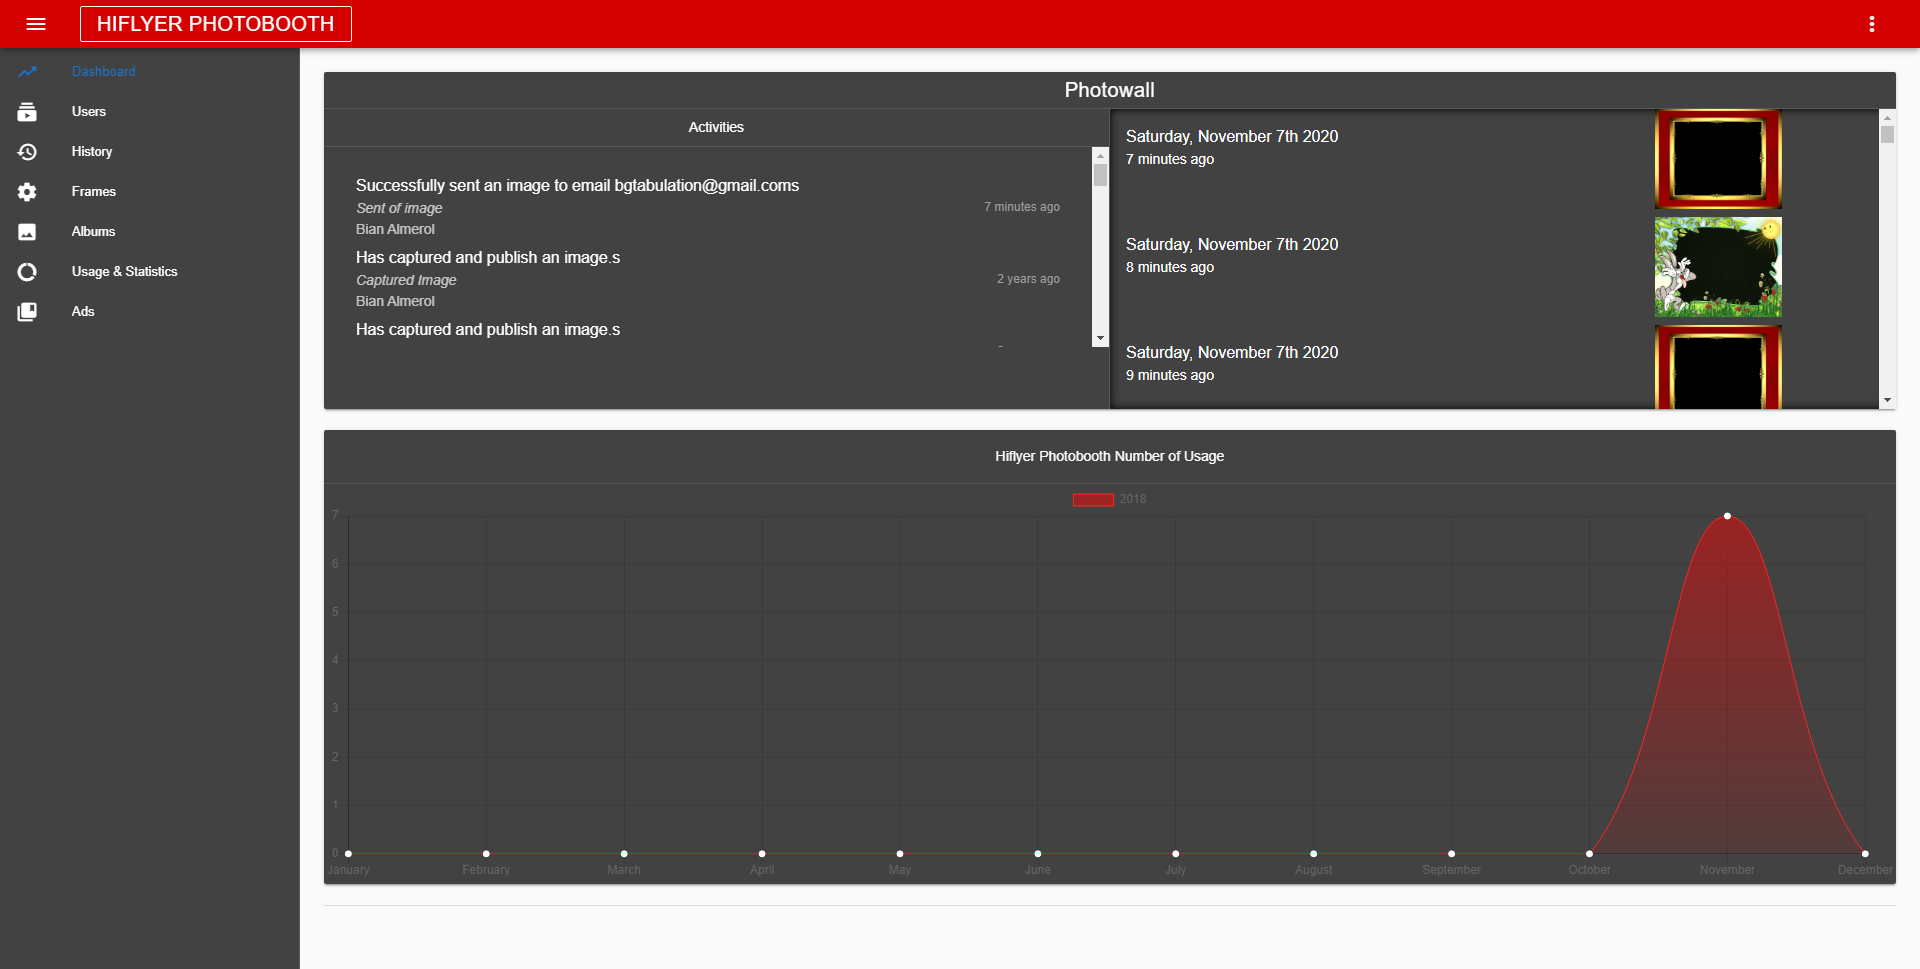 HIFLYER PHOTOBOOTH
Dashboard
Users
History
Frames
Albums
Usage & Statistics
Ads
Photowall
Activities
Successfully sent an image to email bgtabulation@gmail.coms
Sent of image
7 minutes ago
Bian Almerol
Has captured and publish an image.s
Captured Image
2 years ago
Bian Almerol
Has captured and publish an image.s
Saturday, November 7th 2020
7 minutes ago
Saturday, November 7th 2020
8 minutes ago
Saturday, November 7th 2020
9 minutes ago
Hiflyer Photobooth Number of Usage
2018
7
6
5
4
3
2
1
0
January February March April May June July August September October November December